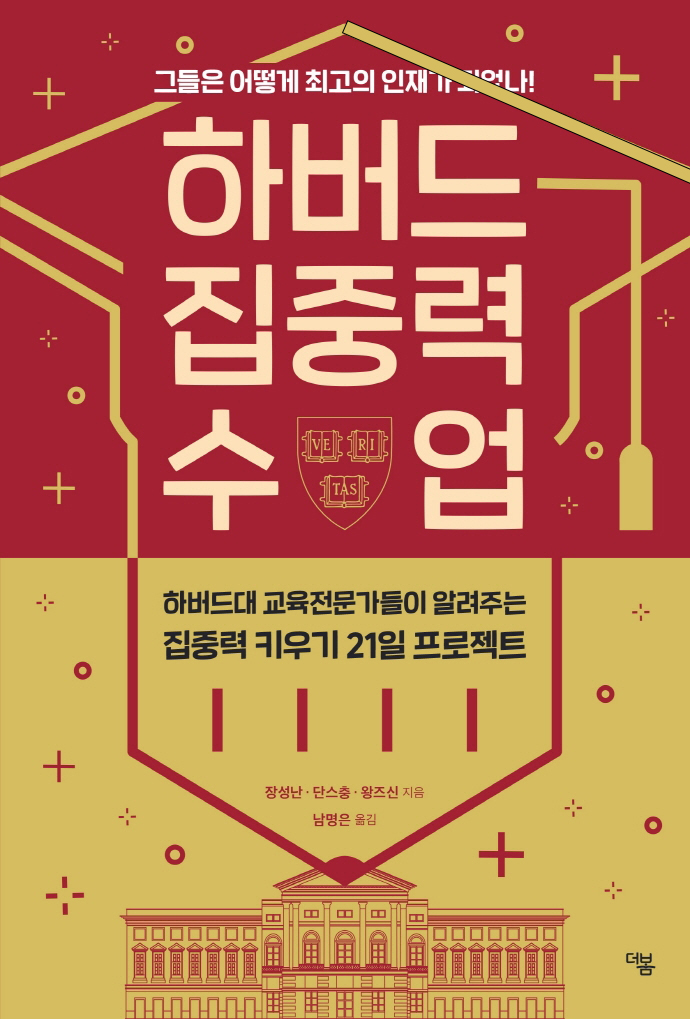 그들은 어떻게 최고의 인재가 되었나!
하버드
집중력
수업
VE RI
TAS
하버드대 교육전문가들이 알려주는
집중력 키우기 21일 프로젝트
장성난 · 단스충 · 왕즈신 지음
남명은 옮김
더봄